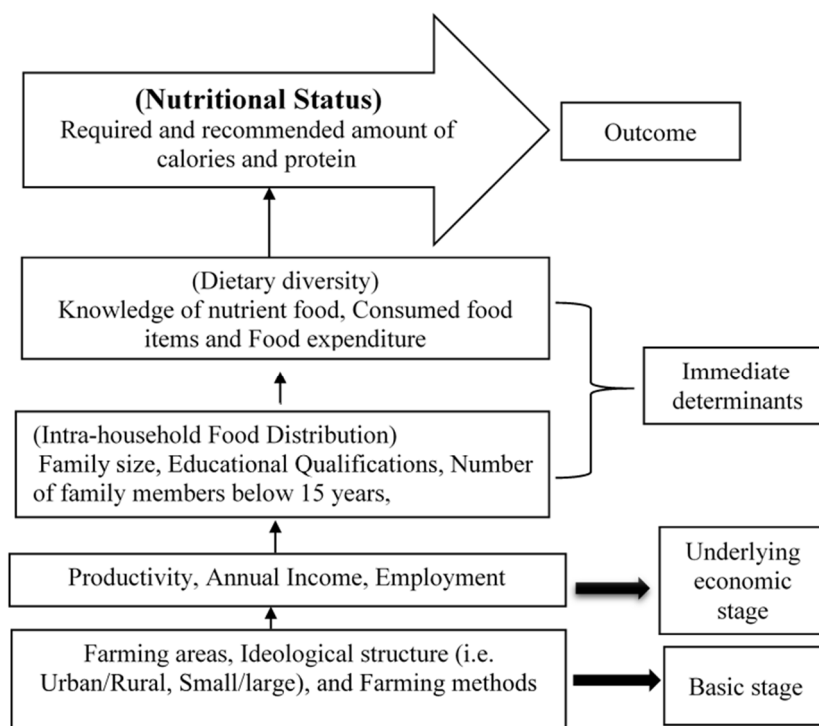 (Nutritional Status)
Required and recommended amount of
calories and protein
Outcome
(Dietary diversity)
Knowledge of nutrient food, Consumed food
items and Food expenditure
Immediate
determinants
(Intra-household Food Distribution)
Family size, Educational Qualifications, Number
of family members below 15 years,
Productivity, Annual Income, Employment
Underlying
economic
stage
Farming areas, Ideological structure (i.e.
Urban/Rural, Small/large), and Farming methods
Basic stage